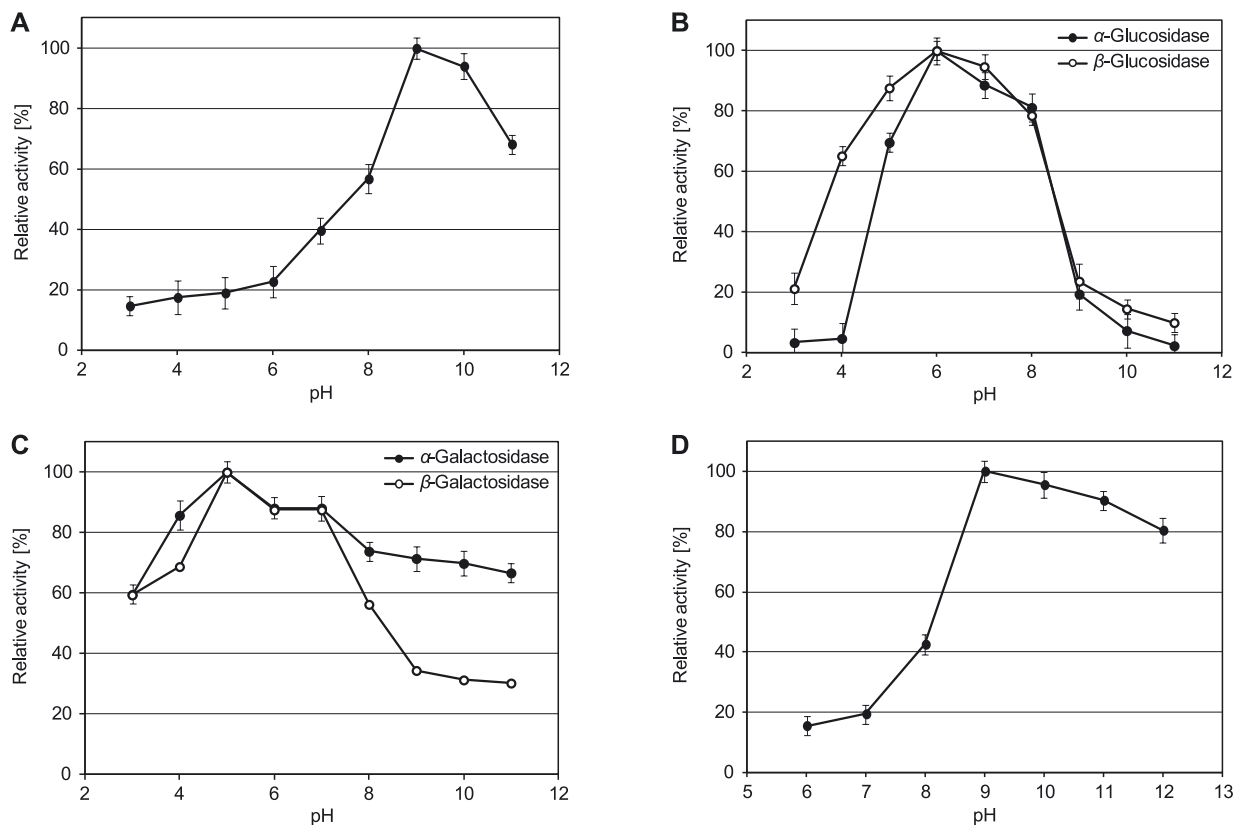 A
Relative activity [%]
100
80
60
40
20
0
2 4 6 8 10 12
pH
B
Relative activity [%]
α-Glucosidase
β-Glucosidase
100
80
60
40
20
0
2 4 6 8 10 12
pH
C
Relative activity [%]
α-Galactosidase
β-Galactosidase
100
80
60
40
20
0
2 4 6 8 10 12
pH
D
Relative activity [%]
100
80
60
40
20
0
5 6 7 8 9 10 11 12 13
pH